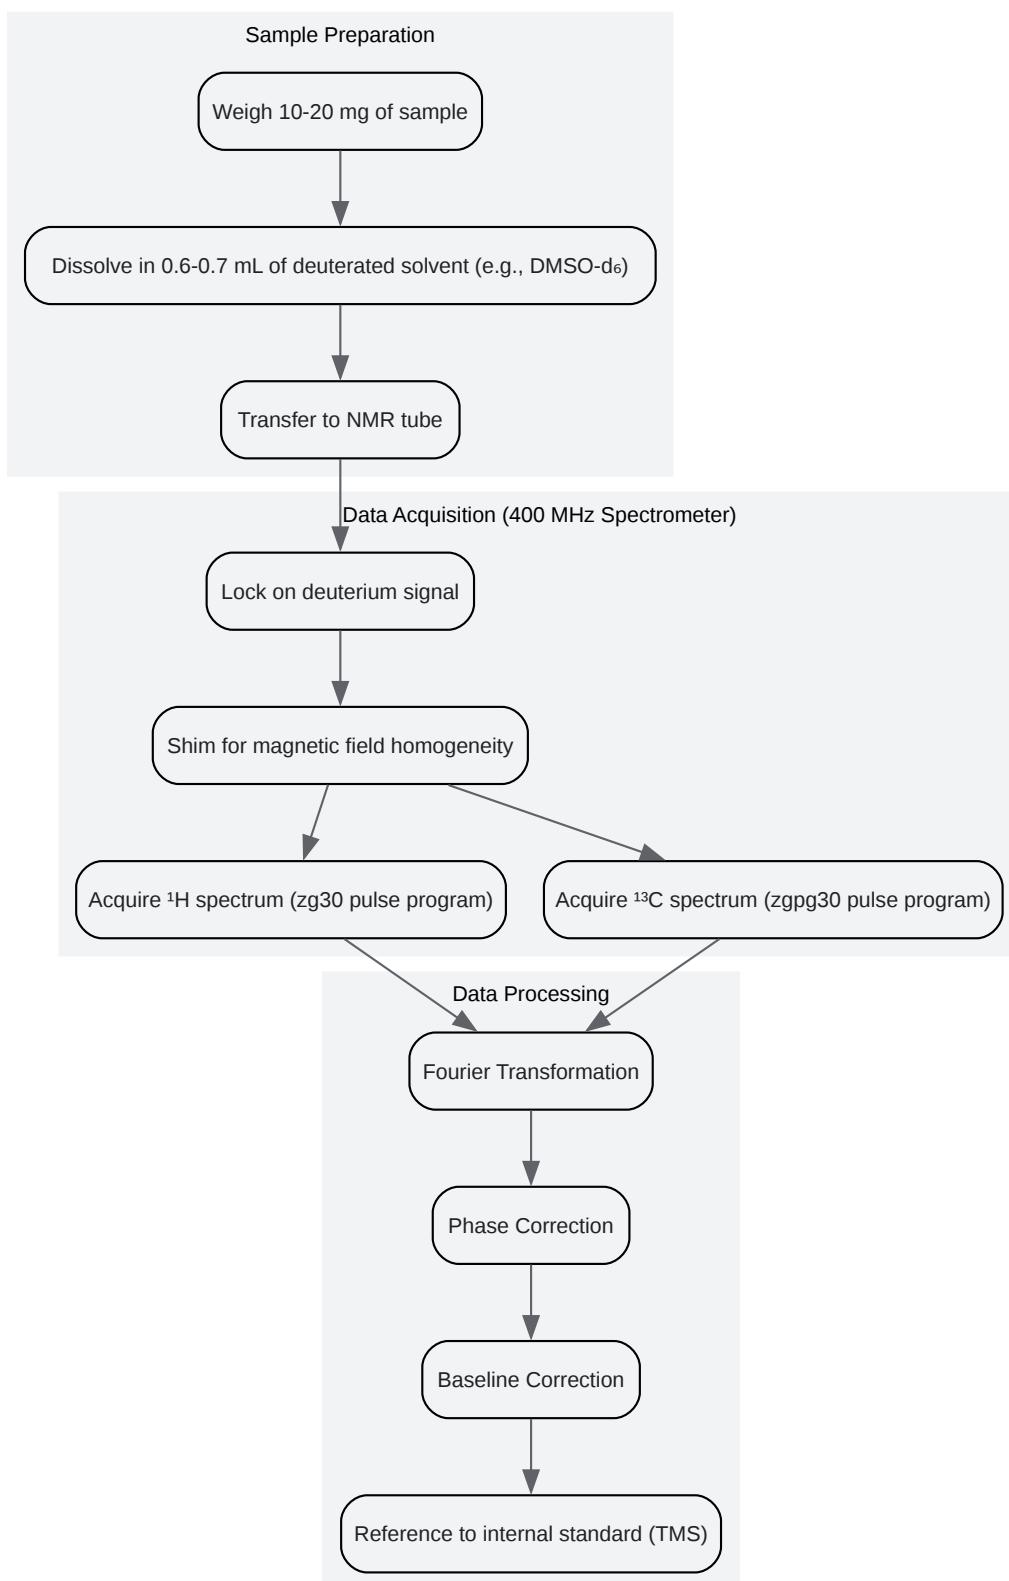 Sample Preparation
Weigh 10-20 mg of sample
Dissolve in 0.6-0.7 mL of deuterated solvent (e.g., DMSO-d₆)
Transfer to NMR tube
Data Acquisition (400 MHz Spectrometer)
Lock on deuterium signal
Shim for magnetic field homogeneity
Acquire ¹H spectrum (zg30 pulse program)
Acquire ¹³C spectrum (zgpg30 pulse program)
Data Processing
Fourier Transformation
Phase Correction
Baseline Correction
Reference to internal standard (TMS)